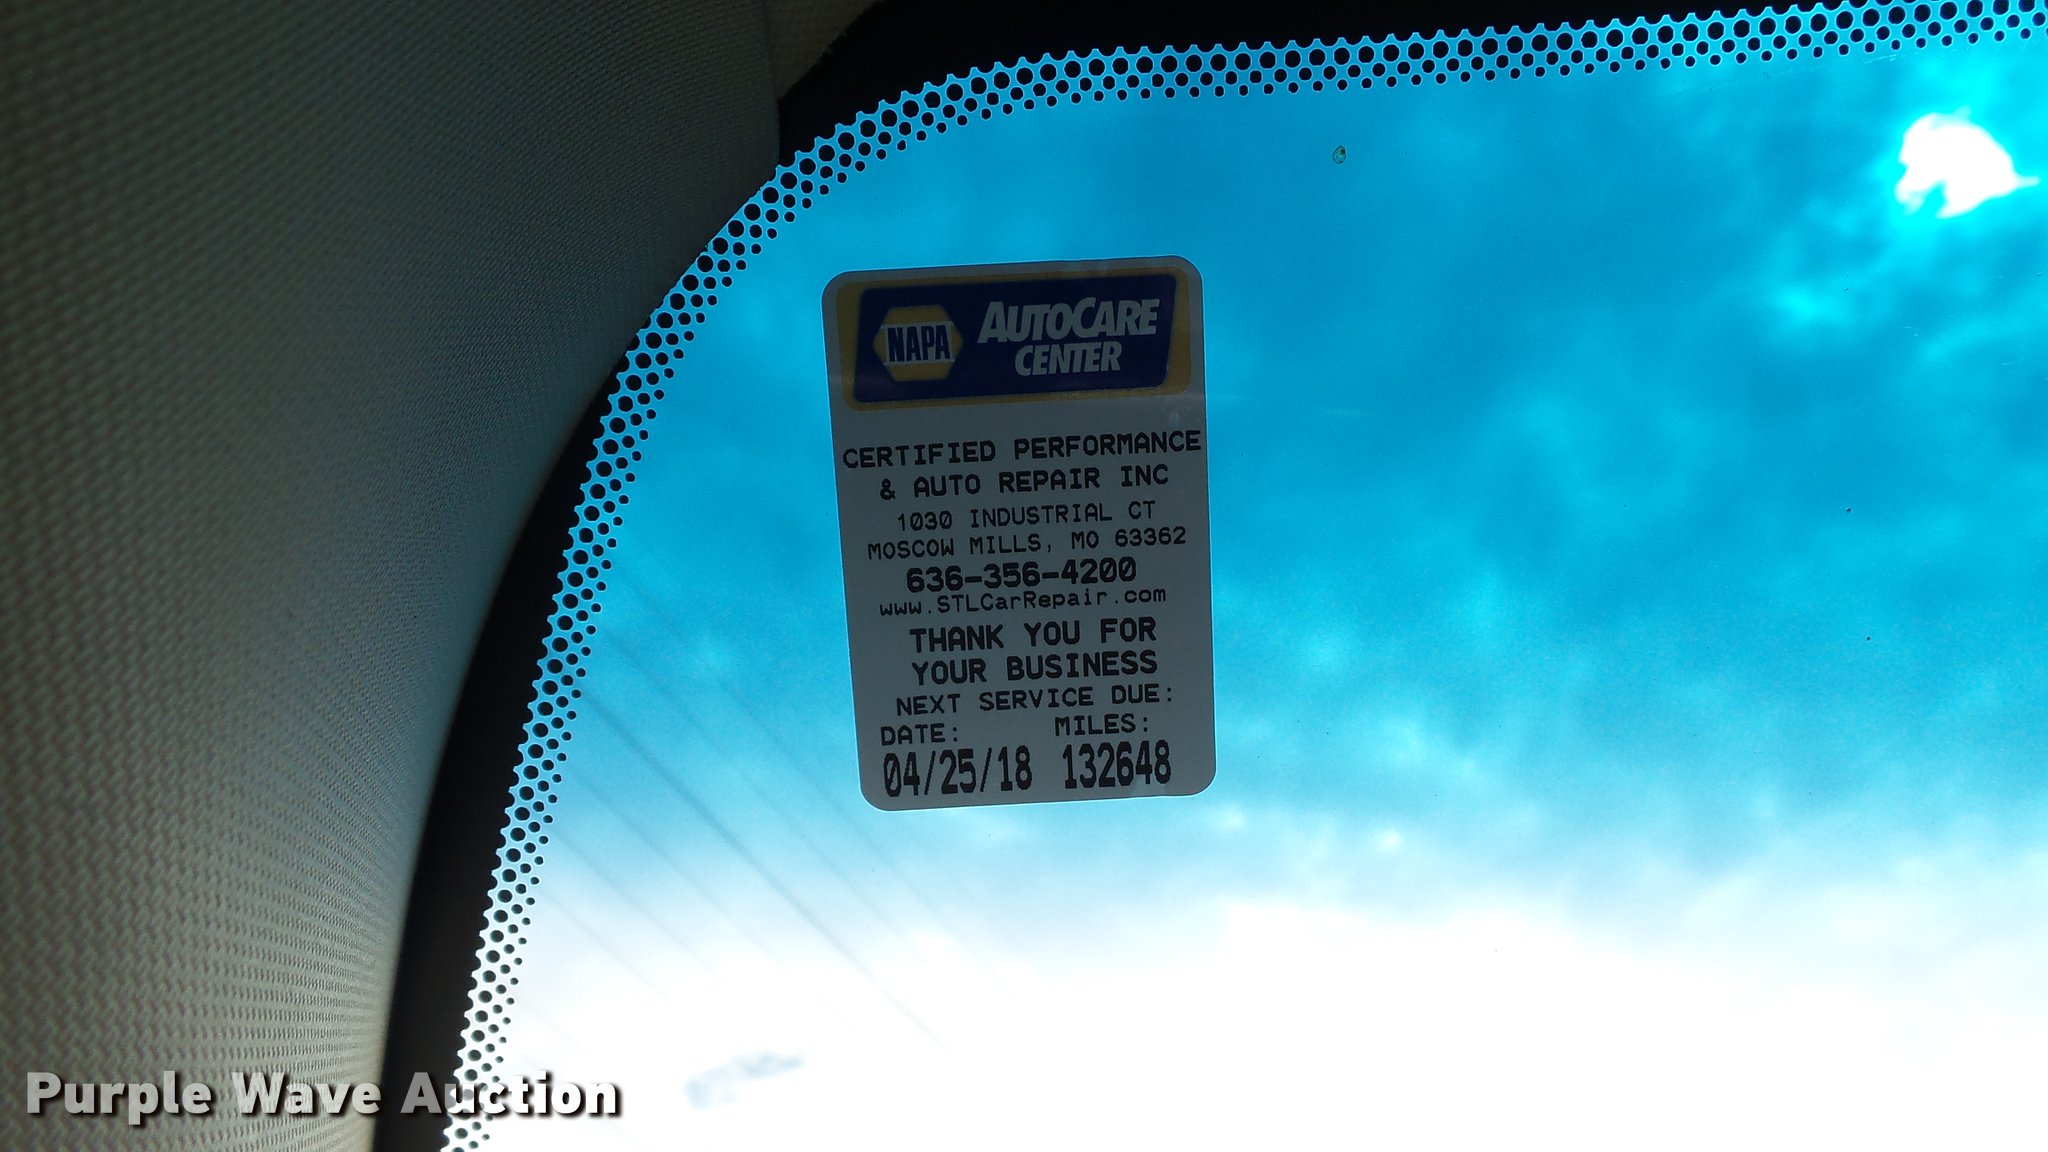 NAPA AUTOCARE
CENTER
CERTIFIED PERFORMANCE
& AUTO REPAIR INC
1030 INDUSTRIAL CT
MOSCOW MILLS, MO 63362
636-356-4200
www.STLCarRepair.com
THANK YOU FOR
YOUR BUSINESS
NEXT SERVICE DUE:
DATE: MILES:
04/25/18 132648
Purple Wave Auction